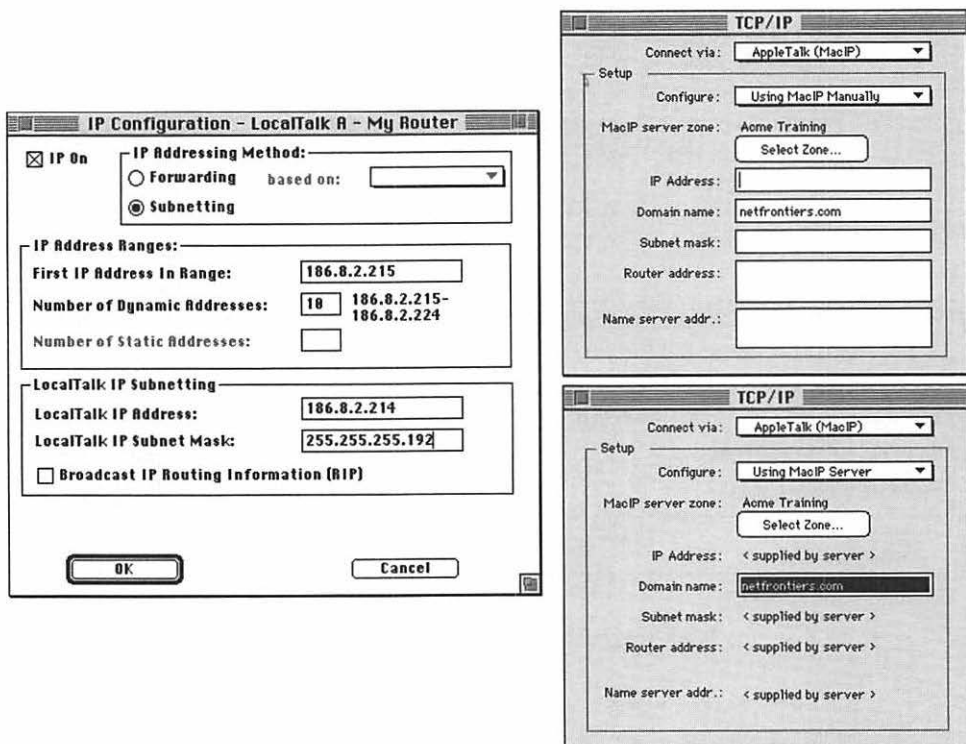 IP Configuration - LocalTalk A - My Router
IP On
IP Addressing Method:
Forwarding based on:
Subnetting
IP Address Ranges:
First IP Address In Range: 186.8.2.215
Number of Dynamic Addresses: 10 186.8.2.215-
186.8.2.224
Number of Static Addresses:
LocalTalk IP Subnetting
LocalTalk IP Address: 186.8.2.214
LocalTalk IP Subnet Mask: 255.255.255.192
Broadcast IP Routing Information (RIP)
OK Cancel
TCP/IP
Connect via: AppleTalk (MacIP)
Setup
Configure: Using MacIP Manually
MacIP server zone: Acme Training
Select Zone...
IP Address:
Domain name: netfrontiers.com
Subnet mask:
Router address:
Name server addr.:
TCP/IP
Connect via: AppleTalk (MacIP)
Setup
Configure: Using MacIP Server
MacIP server zone: Acme Training
Select Zone...
IP Address: < supplied by server >
Domain name: netfrontiers.com
Subnet mask: < supplied by server >
Router address: < supplied by server >
Name server addr.: < supplied by server >